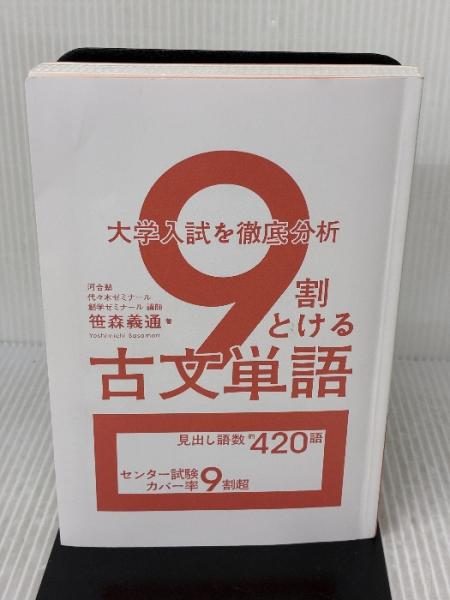 大学入試を徹底分析
9割
とける
古文単語
河合塾
代々木ゼミナール
創学ゼミナール 講師
笹森義通 著
Yoshimichi Sasamori
見出し語数 約420語
センター試験
カバー率 9割超